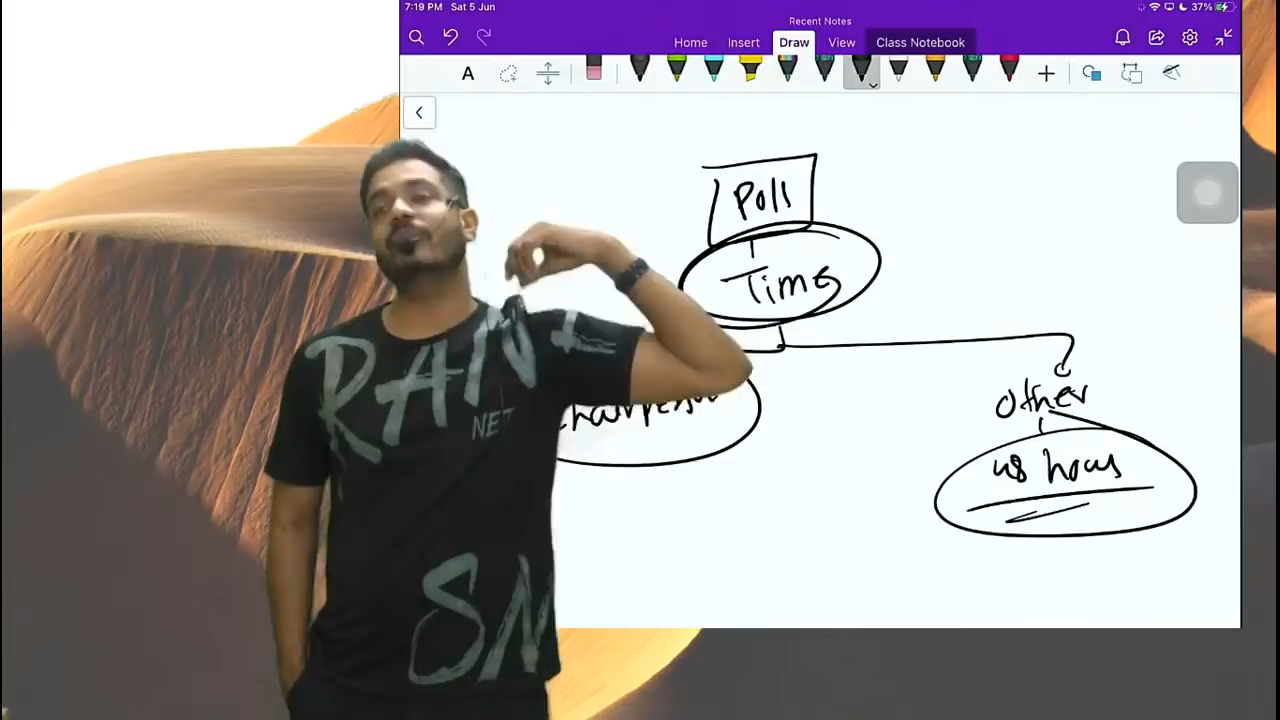 7:19 PM Sat 5 Jun
37%
Recent Notes
Home Insert Draw View Class Notebook
A
Poll
Time
Other
48 hours
RAN
NET
SM